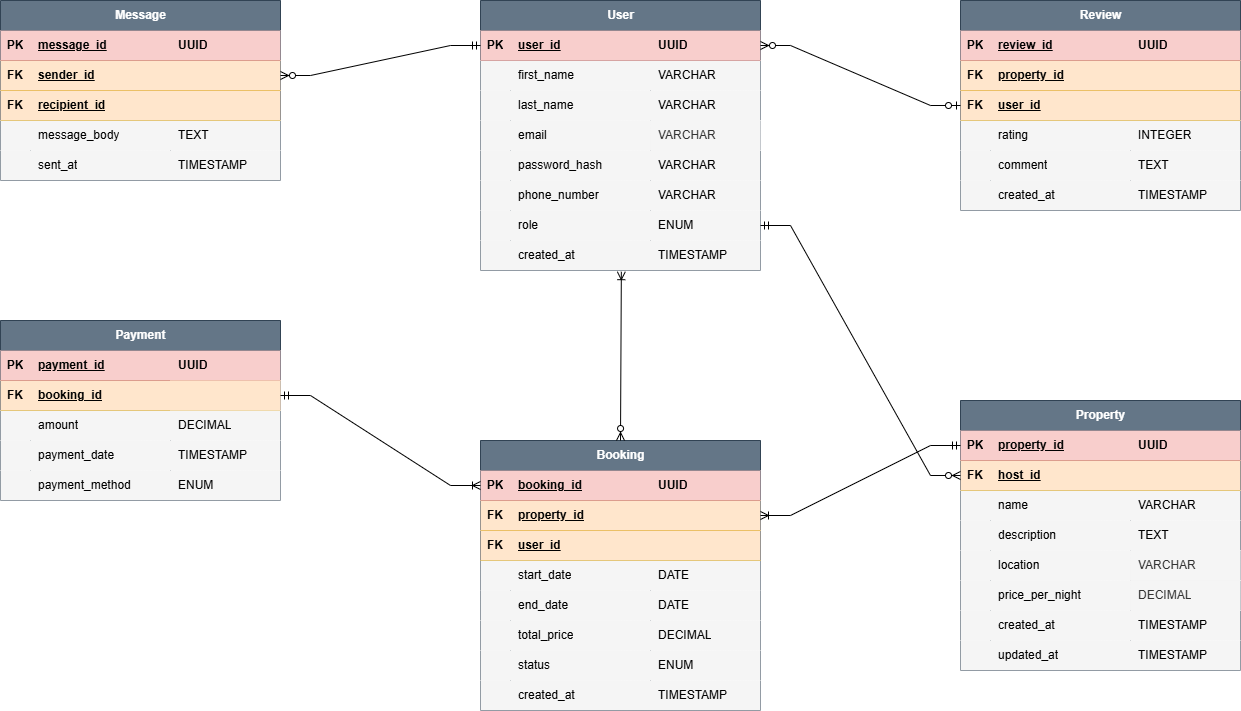 Message
PK message_id UUID
FK sender_id
FK recipient_id
message_body TEXT
sent_at TIMESTAMP
User
PK user_id UUID
first_name VARCHAR
last_name VARCHAR
email VARCHAR
password_hash VARCHAR
phone_number VARCHAR
role ENUM
created_at TIMESTAMP
Review
PK review_id UUID
FK property_id
FK user_id
rating INTEGER
comment TEXT
created_at TIMESTAMP
Payment
PK payment_id UUID
FK booking_id
amount DECIMAL
payment_date TIMESTAMP
payment_method ENUM
Booking
PK booking_id UUID
FK property_id
FK user_id
start_date DATE
end_date DATE
total_price DECIMAL
status ENUM
created_at TIMESTAMP
Property
PK property_id UUID
FK host_id
name VARCHAR
description TEXT
location VARCHAR
price_per_night DECIMAL
created_at TIMESTAMP
updated_at TIMESTAMP